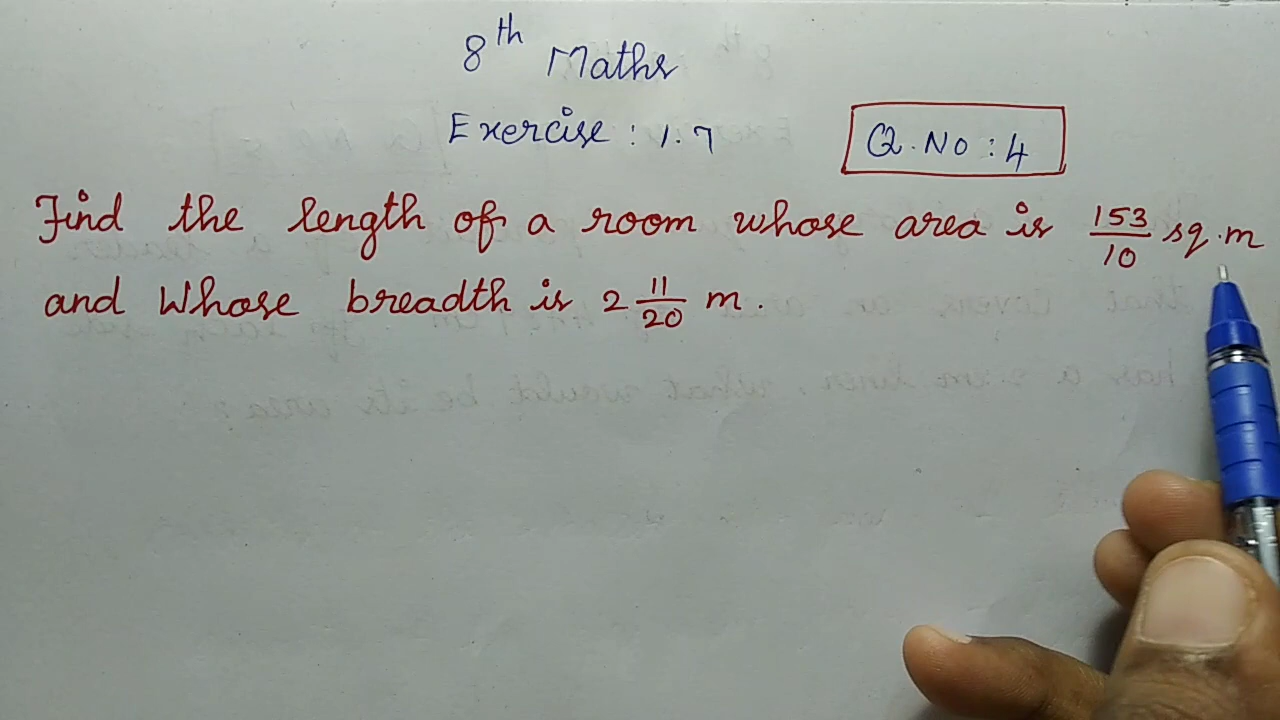 8th Maths
Exercise : 1.7
Q.No : 4
Find the length of a room whose area is 153/10 sq.m
and whose breadth is 2 11/20 m.